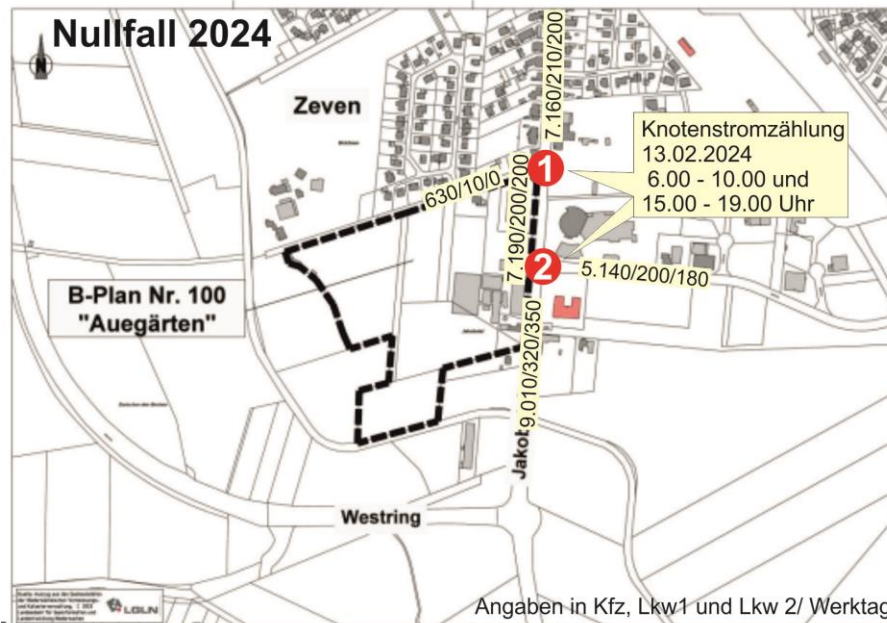 Nullfall 2024
N
Zeven
7.160/210/200
Knotenstromzählung
13.02.2024
6.00 - 10.00 und
15.00 - 19.00 Uhr
1
630/10/0
7.190/200/200
2
5.140/200/180
B-Plan Nr. 100
"Auegärten"
9.010/320/350
Jakob
Westring
LGLN
Angaben in Kfz, Lkw1 und Lkw 2/ Werktag